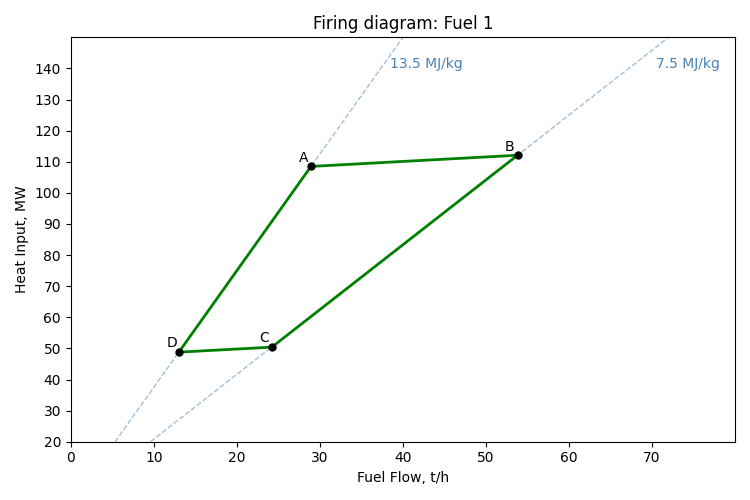 Firing diagram: Fuel 1
140
130
120
110
100
90
80
70
60
50
40
30
20
Heat Input, MW
13.5 MJ/kg
7.5 MJ/kg
A
B
C
D
0 10 20 30 40 50 60 70
Fuel Flow, t/h